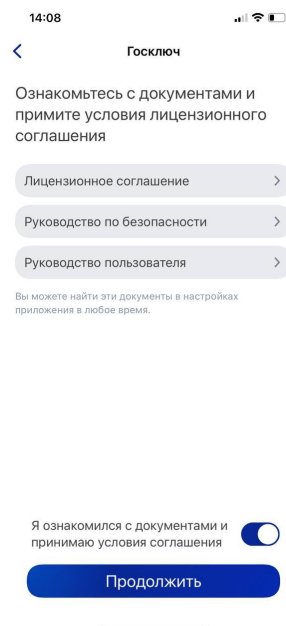 14:08
Госключ
Ознакомьтесь с документами и
примите условия лицензионного
соглашения
Лицензионное соглашение
Руководство по безопасности
Руководство пользователя
Вы можете найти эти документы в настройках
приложения в любое время.
Я ознакомился с документами и
принимаю условия соглашения
Продолжить